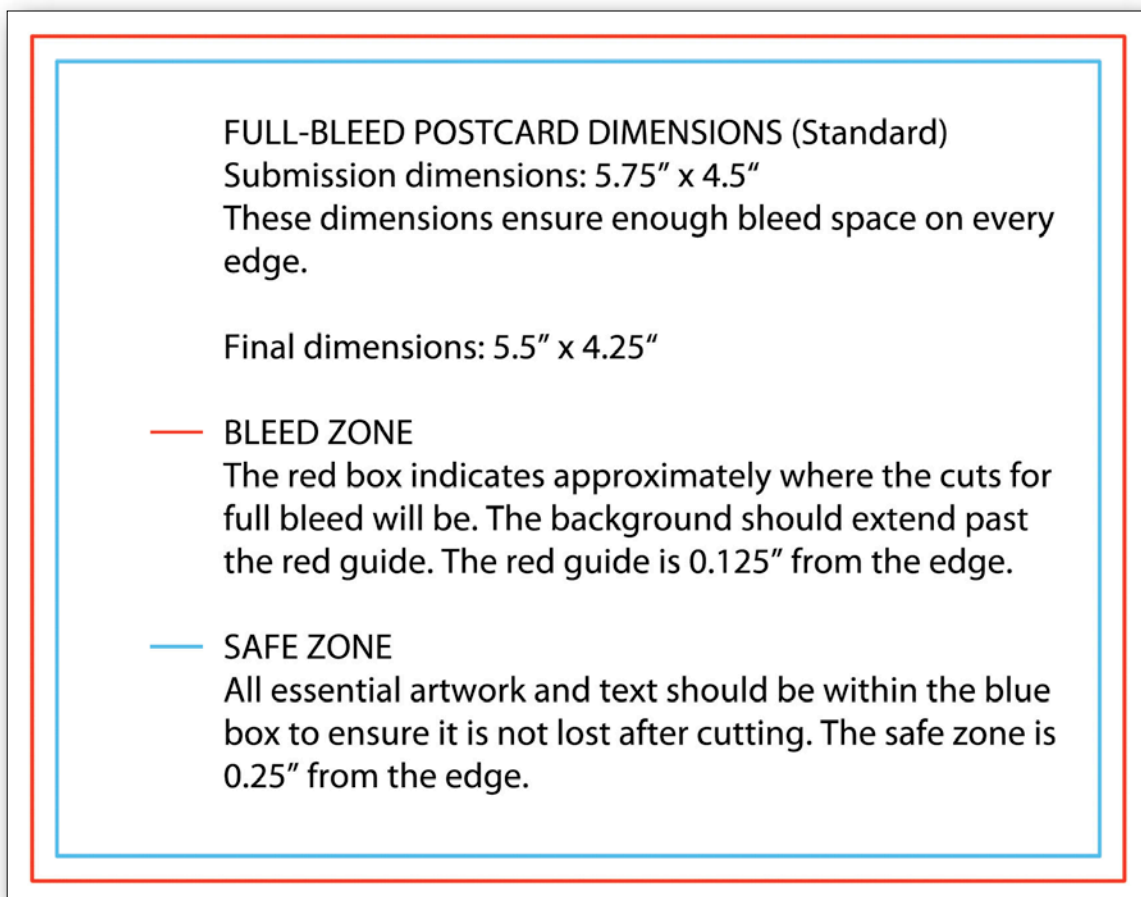 FULL-BLEED POSTCARD DIMENSIONS (Standard)
Submission dimensions: 5.75” x 4.5“
These dimensions ensure enough bleed space on every
edge.
Final dimensions: 5.5” x 4.25“
BLEED ZONE
The red box indicates approximately where the cuts for
full bleed will be. The background should extend past
the red guide. The red guide is 0.125” from the edge.
SAFE ZONE
All essential artwork and text should be within the blue
box to ensure it is not lost after cutting. The safe zone is
0.25” from the edge.